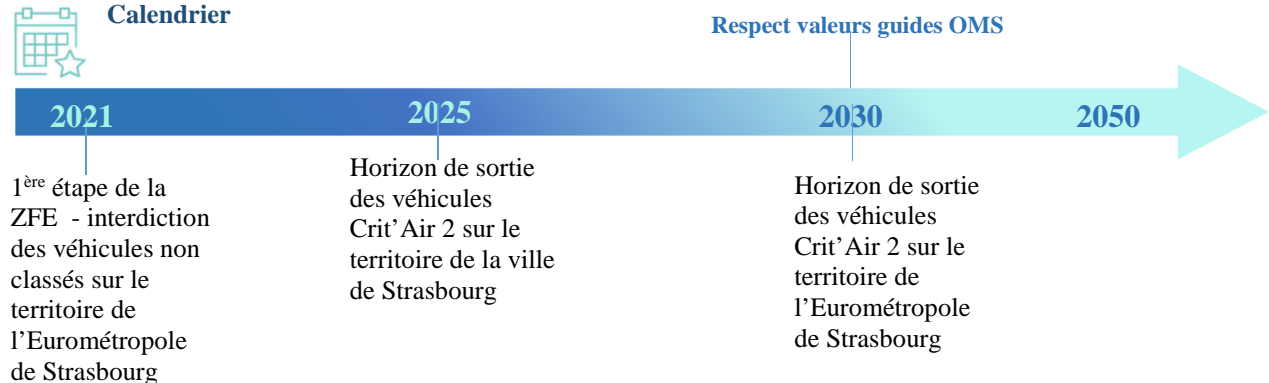 Calendrier
Respect valeurs guides OMS
2021
2025
2030
2050
1ère étape de la
ZFE - interdiction
des véhicules non
classés sur le
territoire de
l’Eurométropole
de Strasbourg
Horizon de sortie
des véhicules
Crit’Air 2 sur le
territoire de la ville
de Strasbourg
Horizon de sortie
des véhicules
Crit’Air 2 sur le
territoire de
l’Eurométropole
de Strasbourg